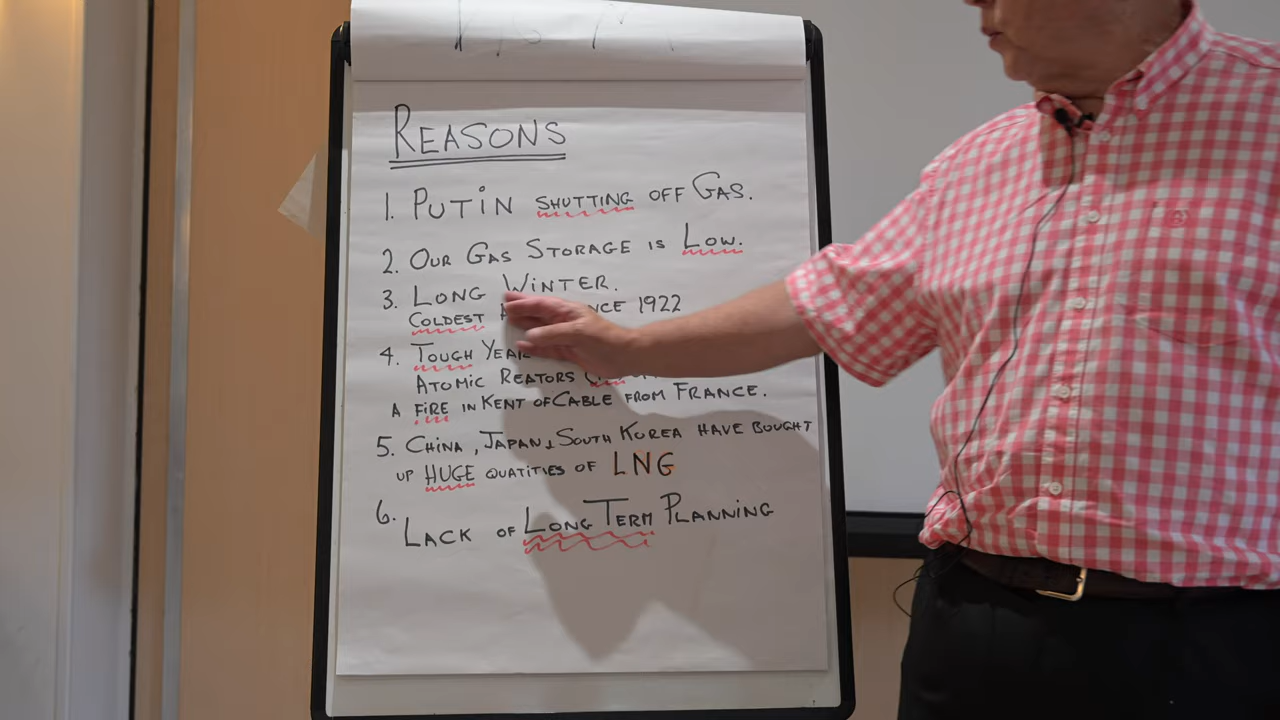 REASONS
1. PUTIN SHUTTING OFF GAS.
2. OUR GAS STORAGE IS LOW.
3. LONG WINTER.
COLDEST NCE 1922
4. TOUGH YEAR
ATOMIC REATORS
A FIRE IN KENT OF CABLE FROM FRANCE.
5. CHINA, JAPAN & SOUTH KOREA HAVE BOUGHT
UP HUGE QUATITIES OF LNG
6. LACK OF LONG TERM PLANNING